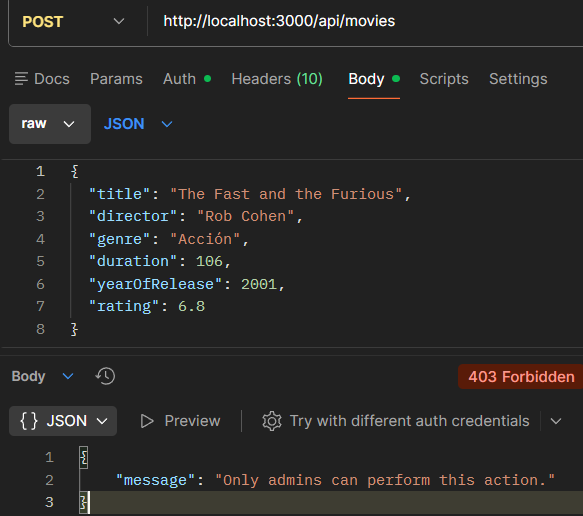 POST http://localhost:3000/api/movies
Docs Params Auth Headers (10) Body Scripts Settings
raw JSON
1 {
2 "title": "The Fast and the Furious",
3 "director": "Rob Cohen",
4 "genre": "Acción",
5 "duration": 106,
6 "yearOfRelease": 2001,
7 "rating": 6.8
8 }
Body 403 Forbidden
{} JSON Preview Try with different auth credentials
1 {
2 "message": "Only admins can perform this action."
3 }